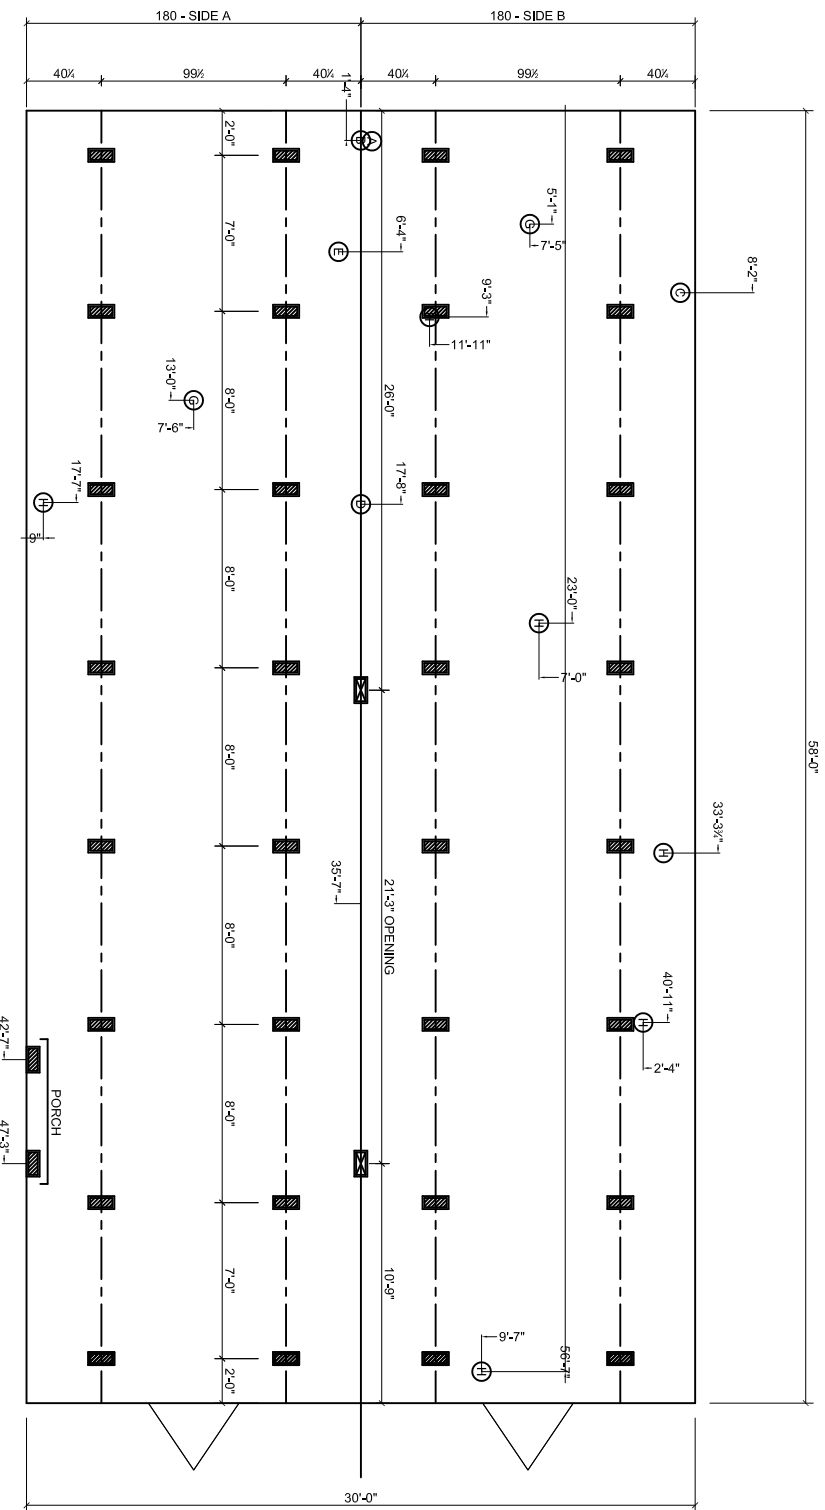 180 - SIDE A
180 - SIDE B
40¼
99½
40¼
40¼
99½
40¼
1'-4"
2'-0"
B
A
5'-1"
7'-0"
6'-4"
E
G
7'-5"
8'-2"
C
9'-3"
11'-11"
13'-0"
G
7'-6"
8'-0"
26'-0"
17'-7"
H
9"
17'-8"
D
8'-0"
23'-0"
H
7'-0"
8'-0"
58'-0"
33'-3¼"
H
35'-7"
21'-3" OPENING
8'-0"
40'-11"
H
2'-4"
42'-7"
PORCH
8'-0"
47'-3"
7'-0"
10'-9"
9'-7"
H
56'-7"
2'-0"
30'-0"